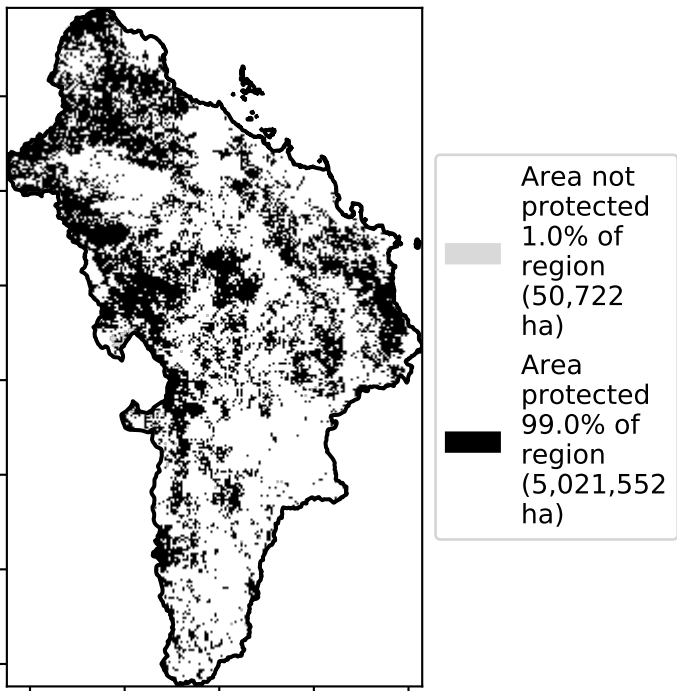 Area not
protected
1.0% of
region
(50,722
ha)
Area
protected
99.0% of
region
(5,021,552
ha)